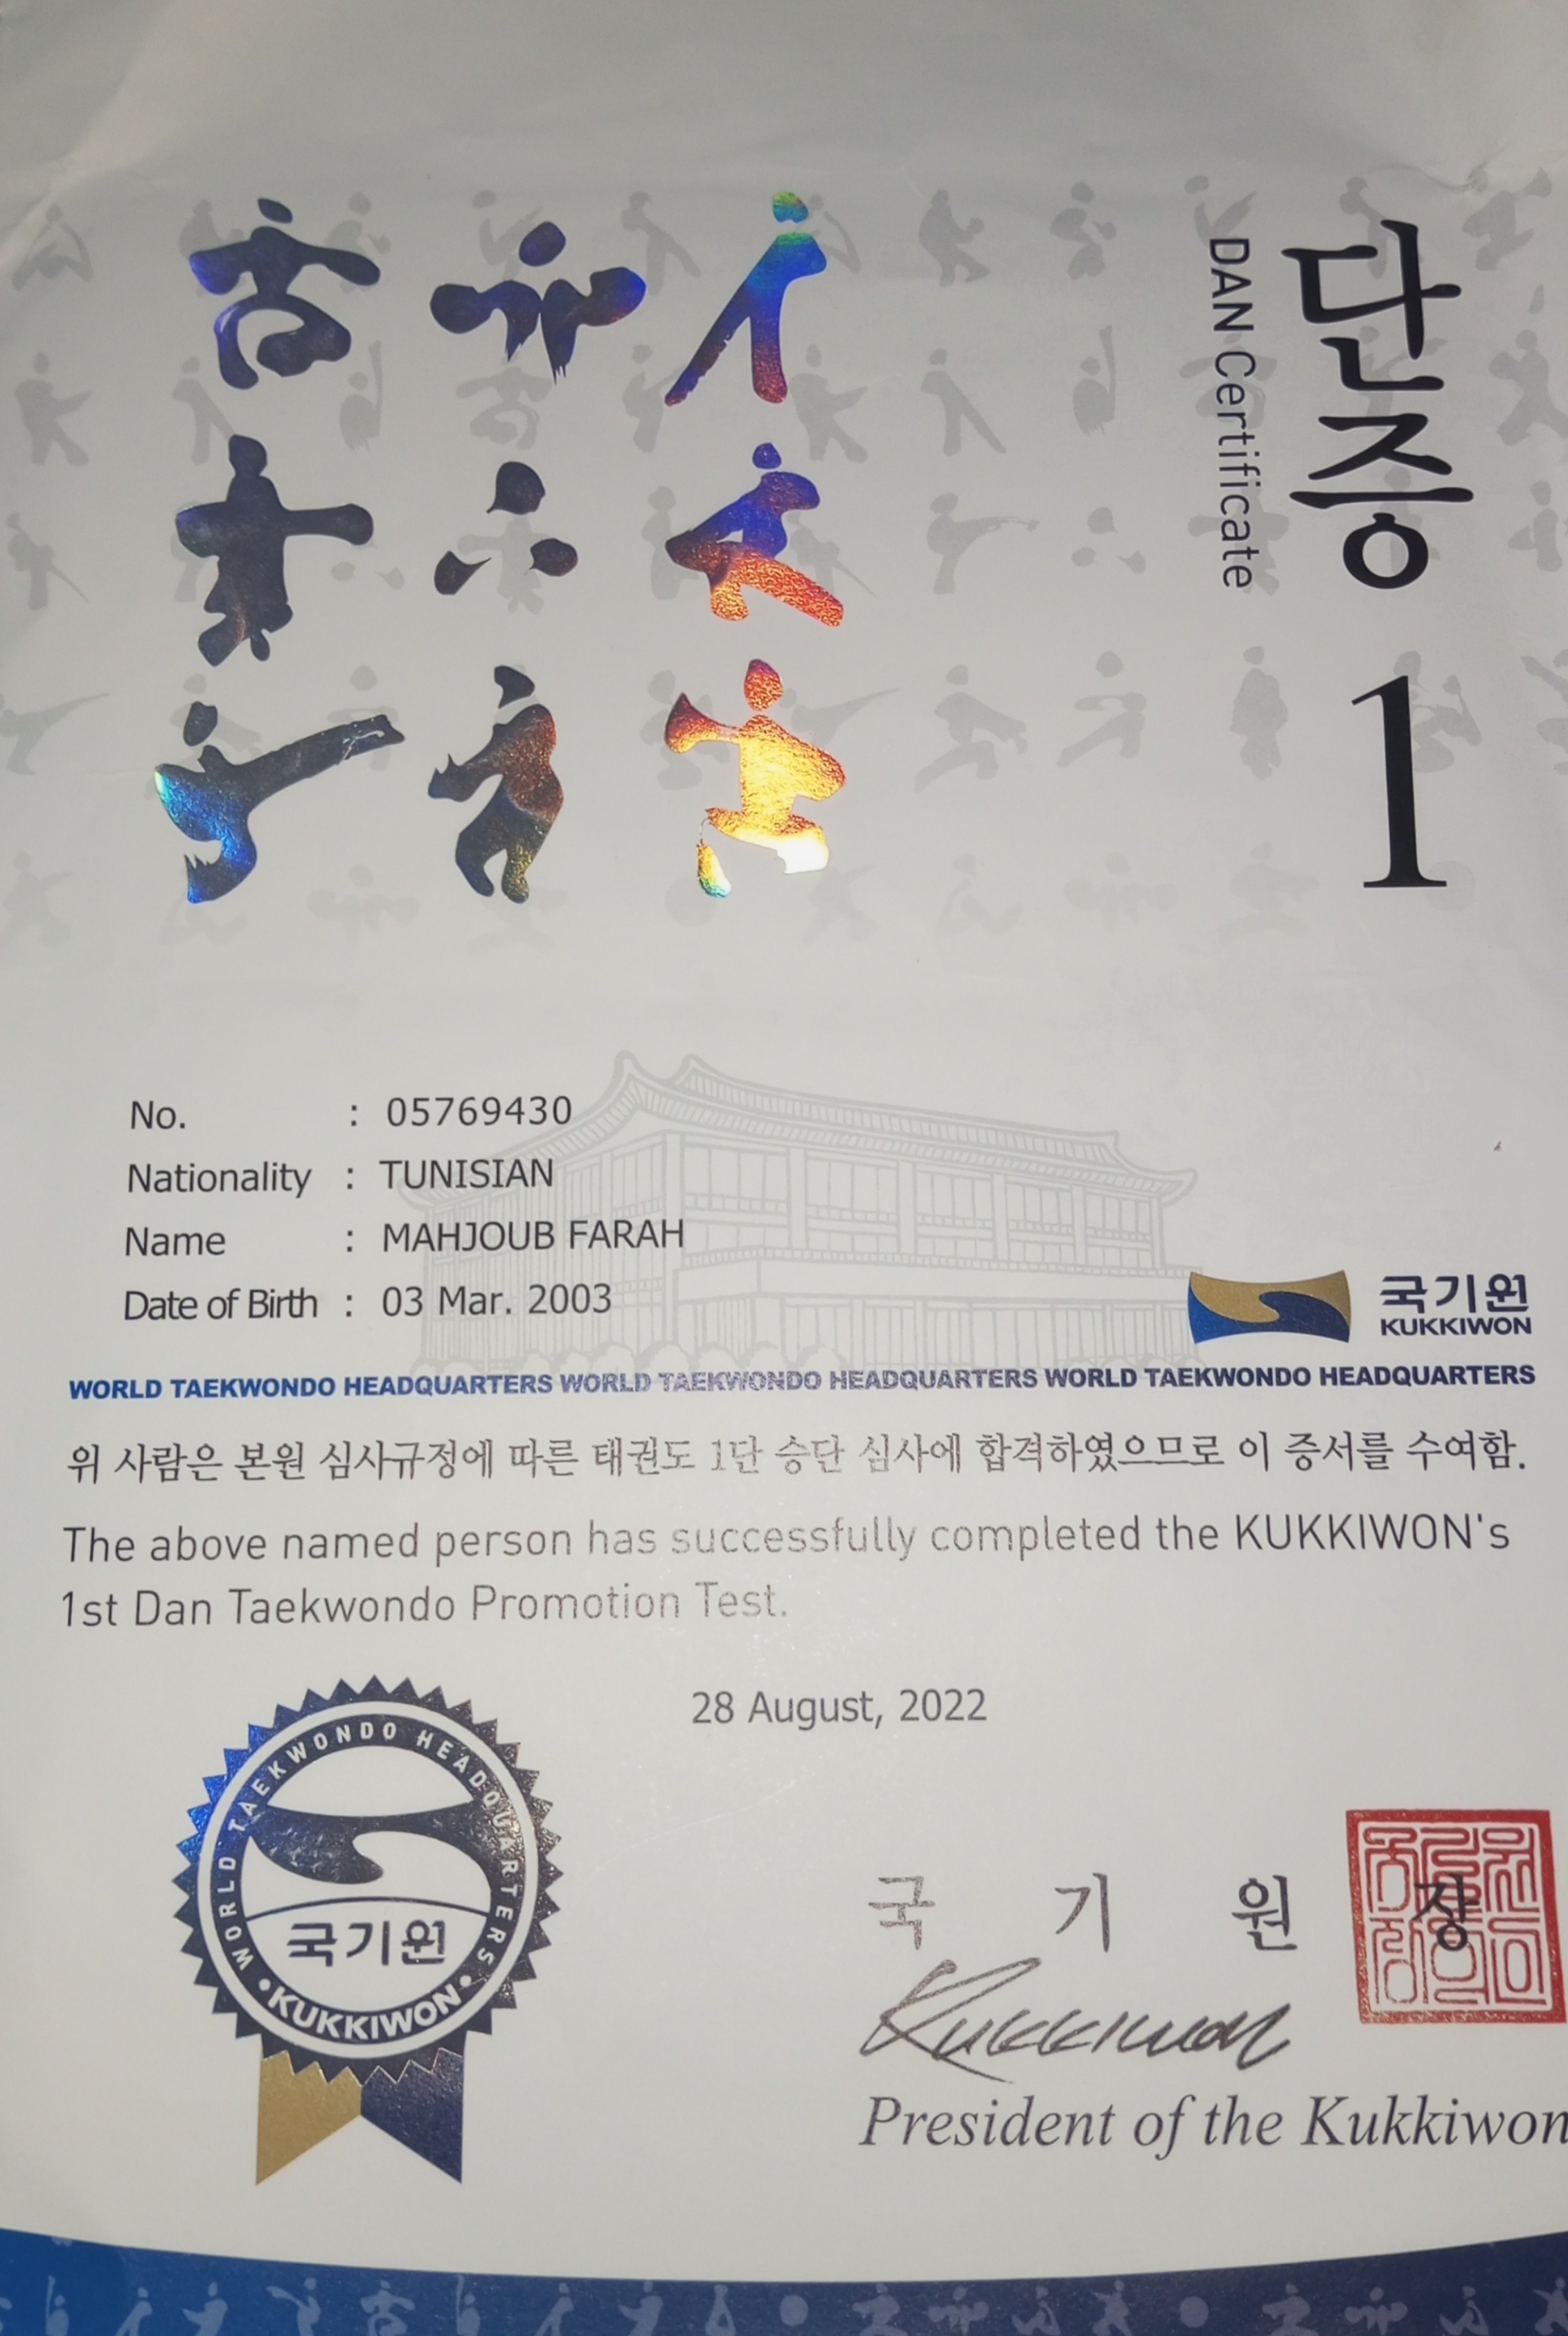 단증 1
DAN Certificate
No. : 05769430
Nationality : TUNISIAN
Name : MAHJOUB FARAH
Date of Birth : 03 Mar. 2003
국기원
KUKKIWON
WORLD TAEKWONDO HEADQUARTERS WORLD TAEKWONDO HEADQUARTERS WORLD TAEKWONDO HEADQUARTERS
위 사람은 본원 심사규정에 따른 태권도 1단 승단 심사에 합격하였으므로 이 증서를 수여함.
The above named person has successfully completed the KUKKIWON's
1st Dan Taekwondo Promotion Test.
28 August, 2022
WORLD TAEKWONDO HEADQUARTERS
국기원
KUKKIWON
국 기 원 장
Kukkiwon
President of the Kukkiwon